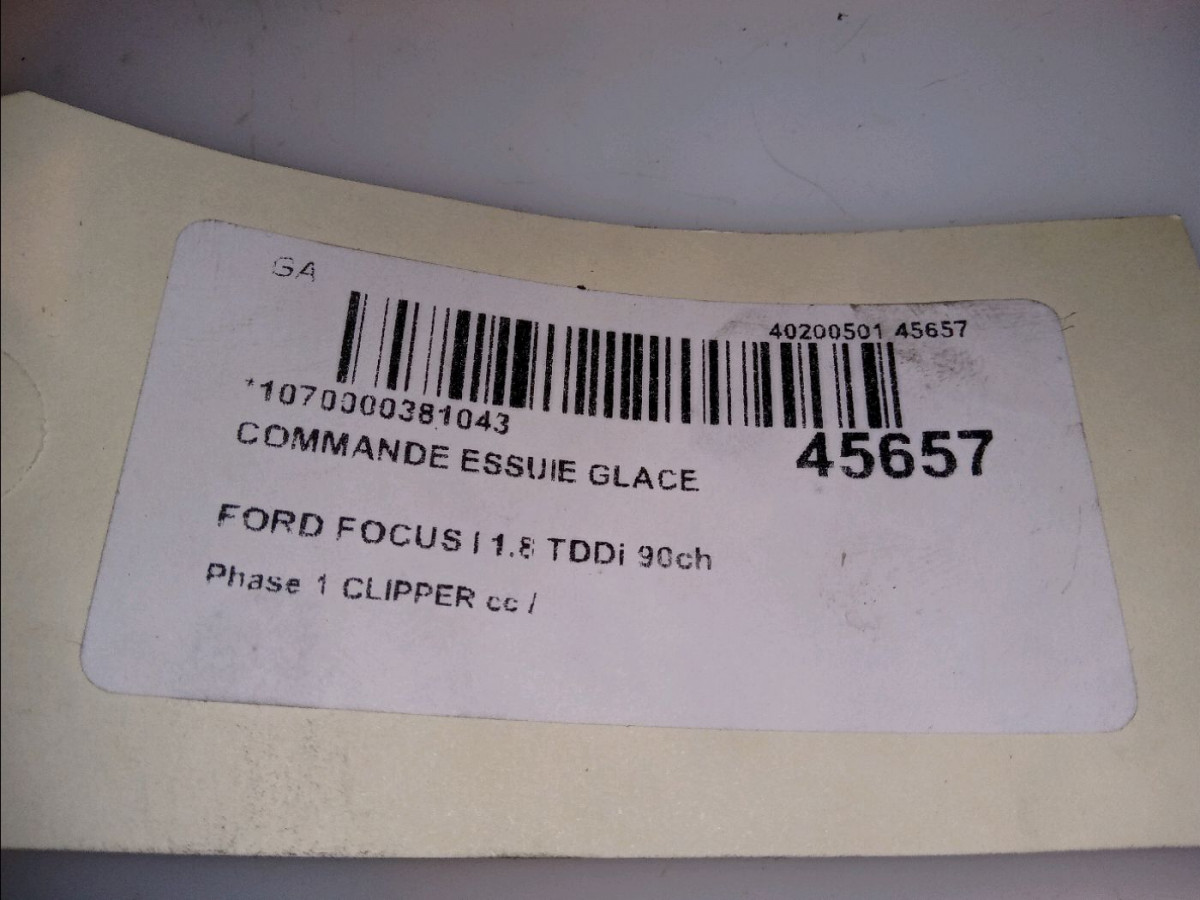 GA
40200501 45657
*1070000381043
45657
COMMANDE ESSUIE GLACE
FORD FOCUS I 1.8 TDDi 90ch
Phase 1 CLIPPER cc /